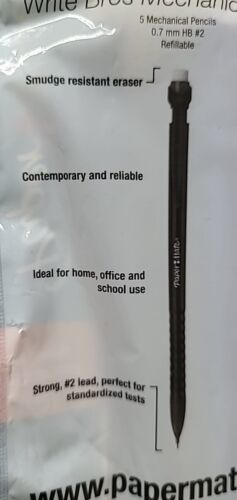 Write Bros Mechanic
5 Mechanical Pencils
0.7 mm HB #2
Refillable
Smudge resistant eraser
Contemporary and reliable
Paper Mate
Ideal for home, office and
school use
Strong, #2 lead, perfect for
standardized tests
www.papermat